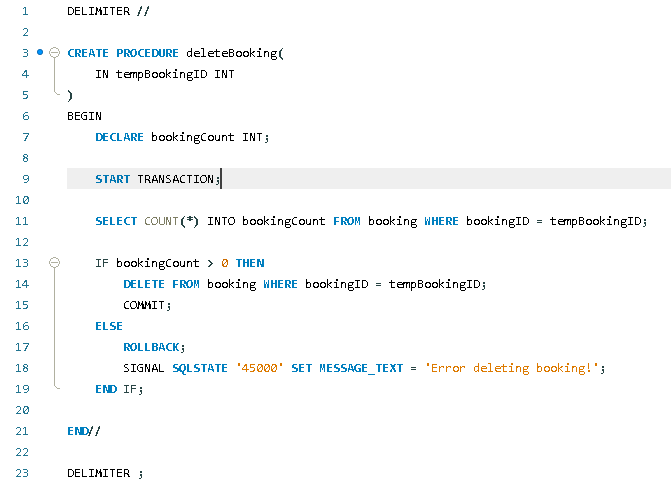 1 DELIMITER //
2
3 CREATE PROCEDURE deleteBooking(
4 IN tempBookingID INT
5 )
6 BEGIN
7 DECLARE bookingCount INT;
8
9 START TRANSACTION;
10
11 SELECT COUNT(*) INTO bookingCount FROM booking WHERE bookingID = tempBookingID;
12
13 IF bookingCount > 0 THEN
14 DELETE FROM booking WHERE bookingID = tempBookingID;
15 COMMIT;
16 ELSE
17 ROLLBACK;
18 SIGNAL SQLSTATE '45000' SET MESSAGE_TEXT = 'Error deleting booking!';
19 END IF;
20
21 END//
22
23 DELIMITER ;